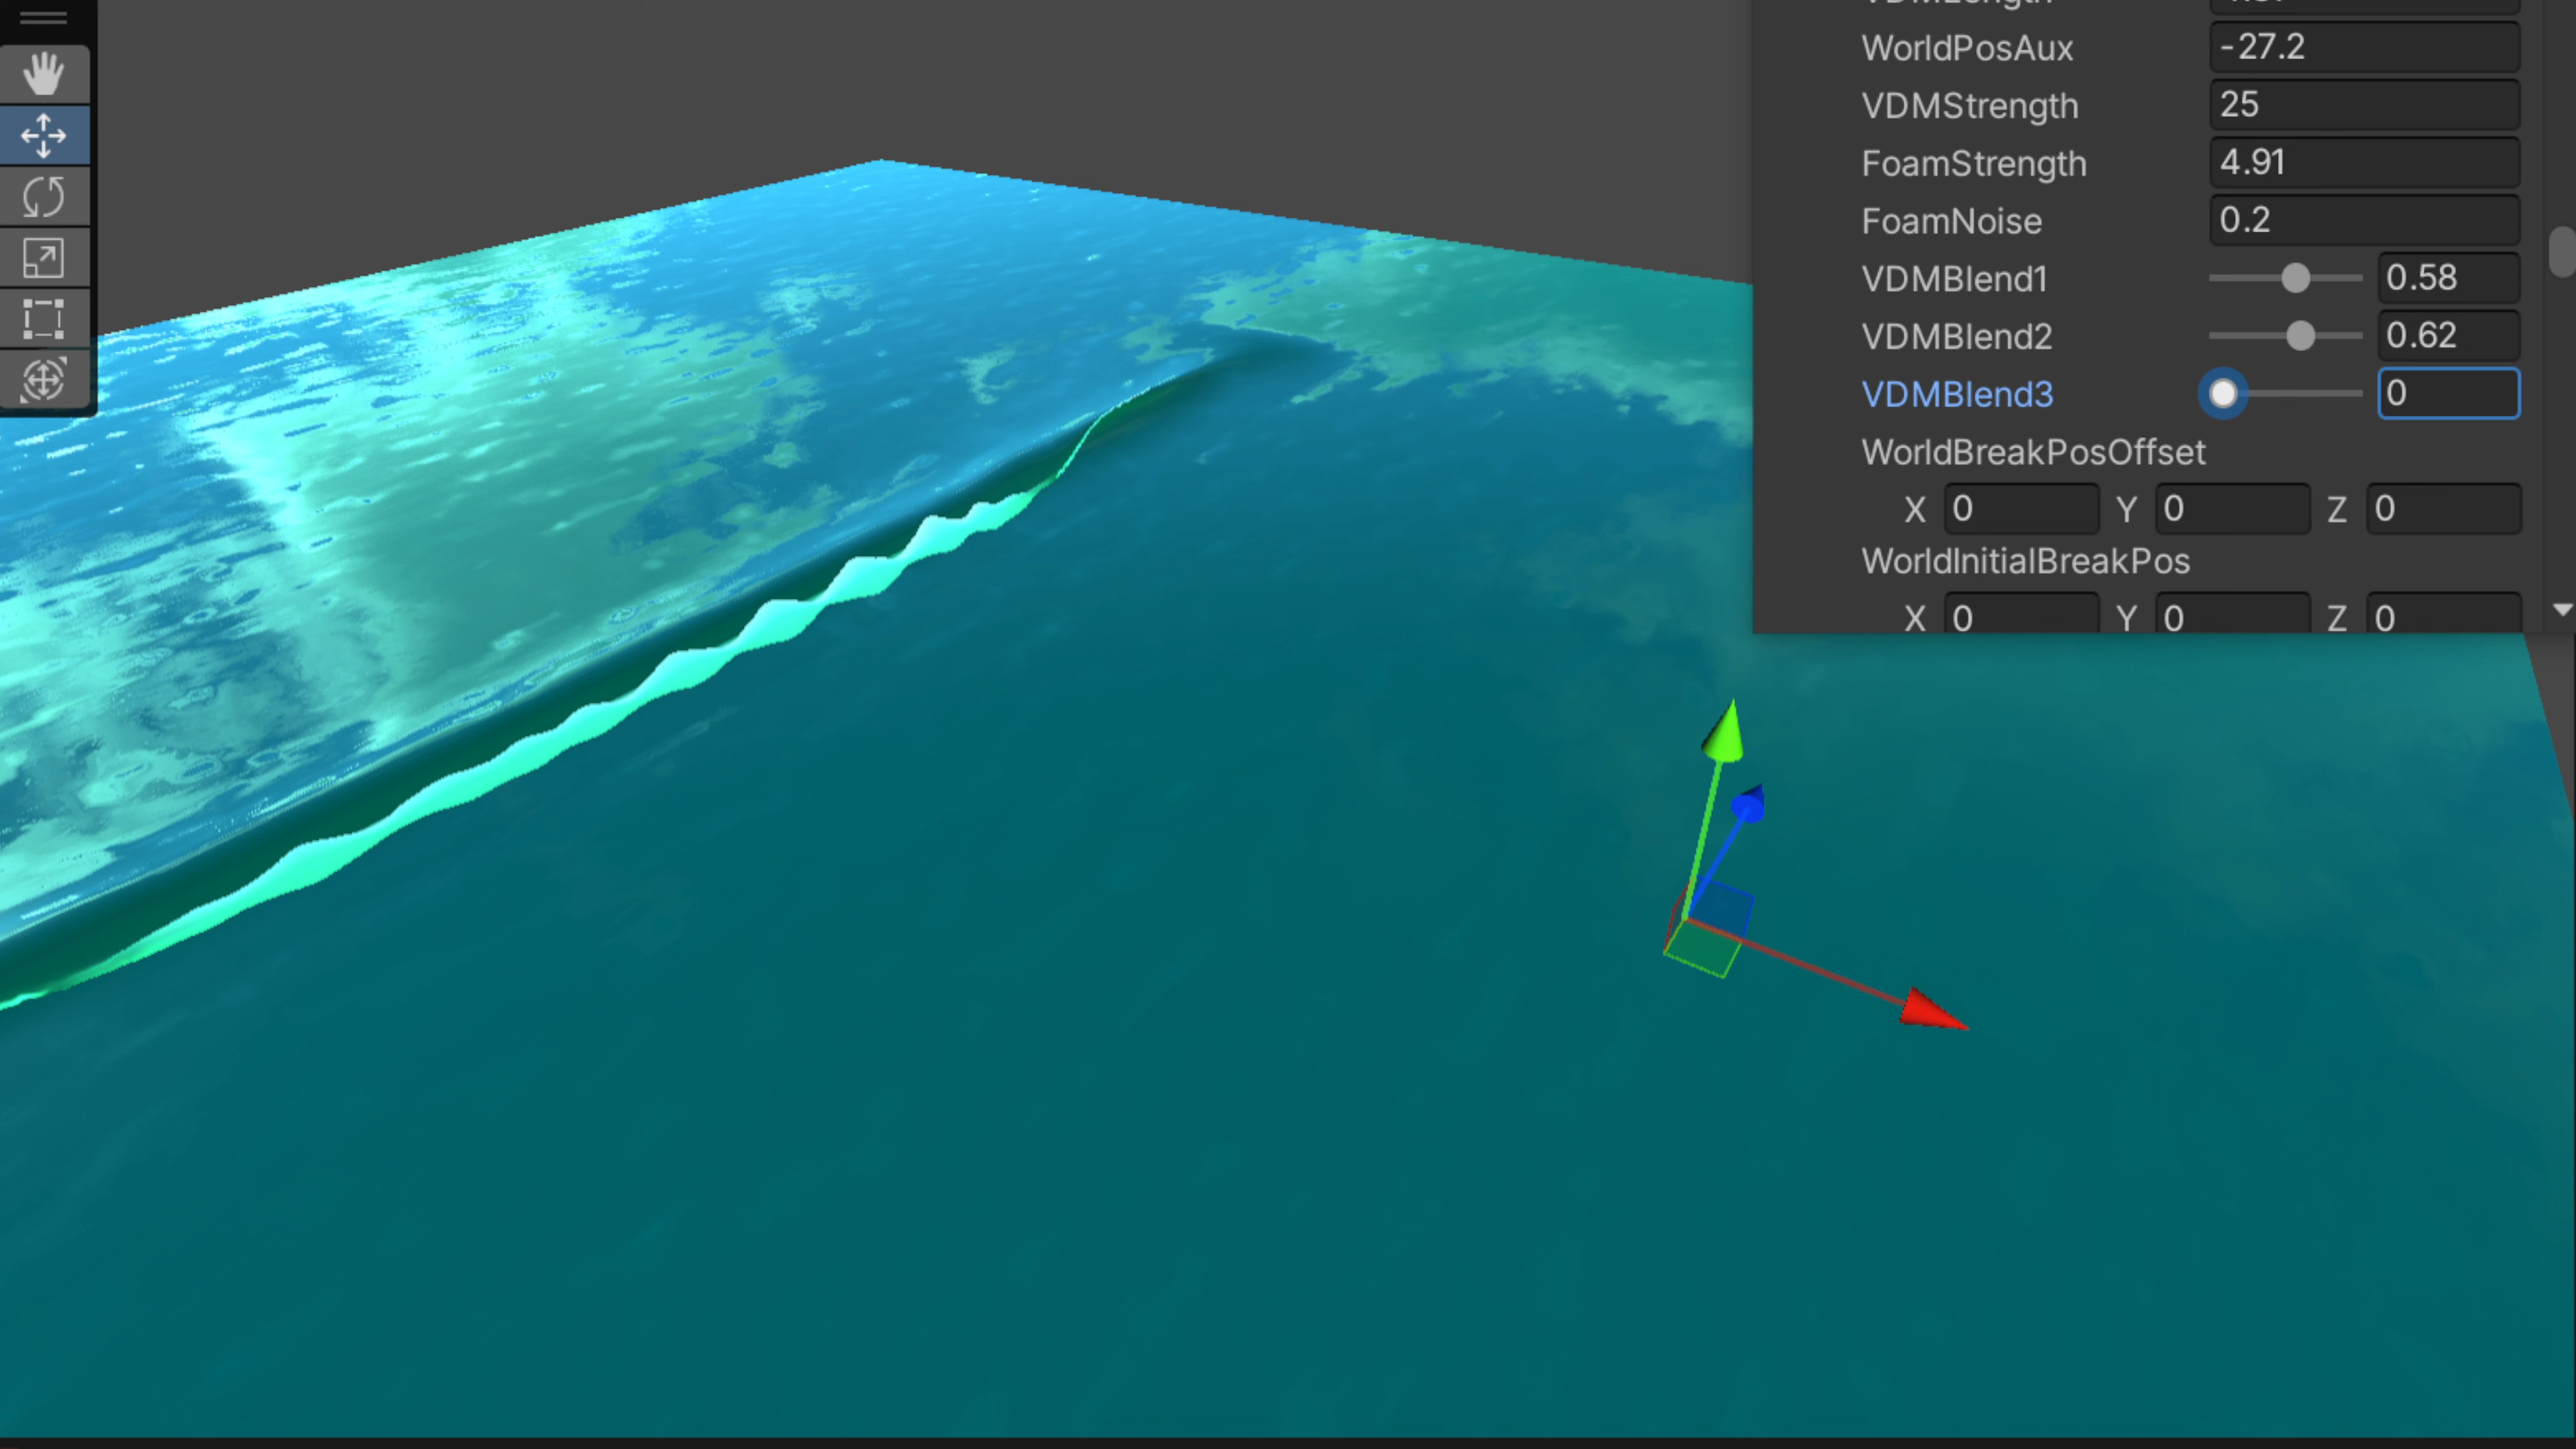 WorldPosAux -27.2
VDMStrength 25
FoamStrength 4.91
FoamNoise 0.2
VDMBlend1 0.58
VDMBlend2 0.62
VDMBlend3 0
WorldBreakPosOffset
X 0 Y 0 Z 0
WorldInitialBreakPos
X 0 Y 0 Z 0